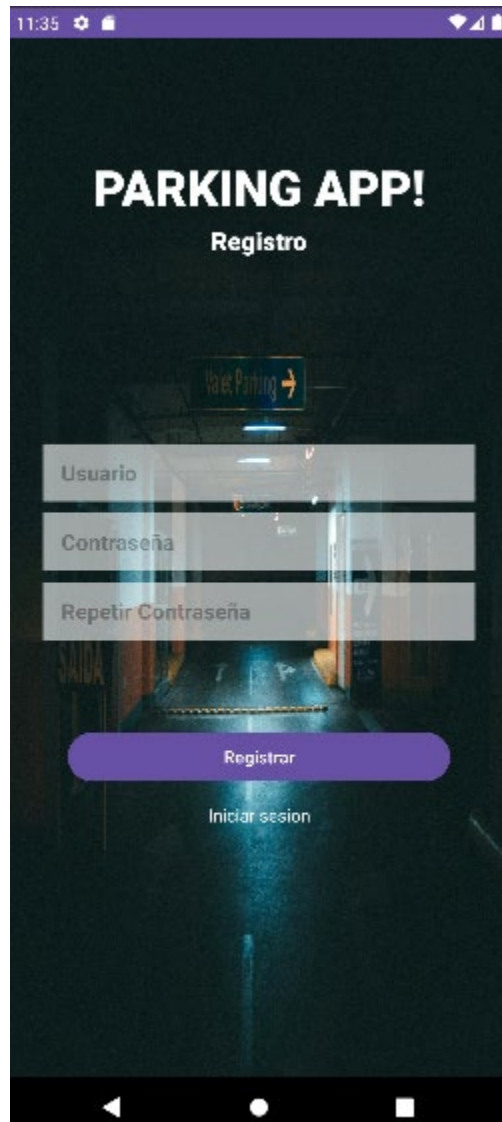 11:35
PARKING APP!
Registro
Valet Parking →
Usuario
Contraseña
Repetir Contraseña
SAIDA
Registrar
Iniciar sesion